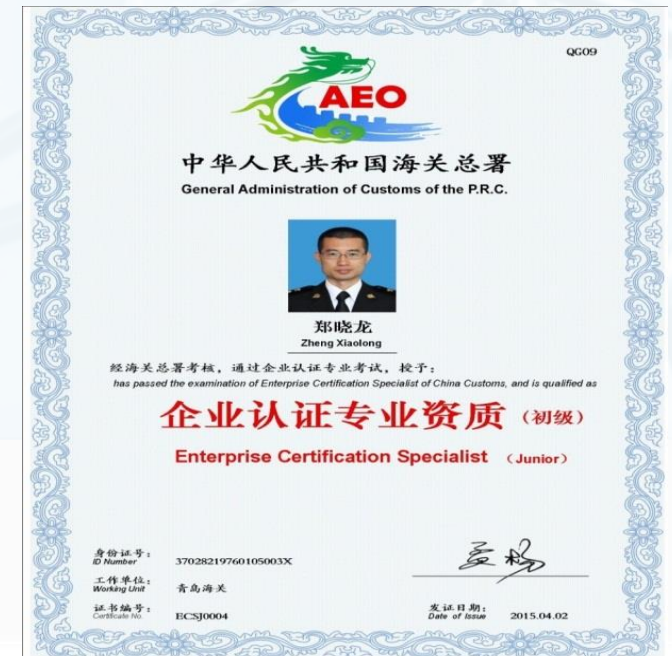 QG09
AEO
中华人民共和国海关总署
General Administration of Customs of the P.R.C.
郑晓龙
Zheng Xiaolong
经海关总署考核，通过企业认证专业考试，授予：
has passed the examination of Enterprise Certification Specialist of China Customs, and is qualified as
企业认证专业资质（初级）
Enterprise Certification Specialist （Junior）
身份证号：
ID Number
37028219760105003X
工作单位：
Working Unit
青岛海关
证书编号：
Certificate No.
ECSJ0004
发证日期：
Date of Issue
2015.04.02